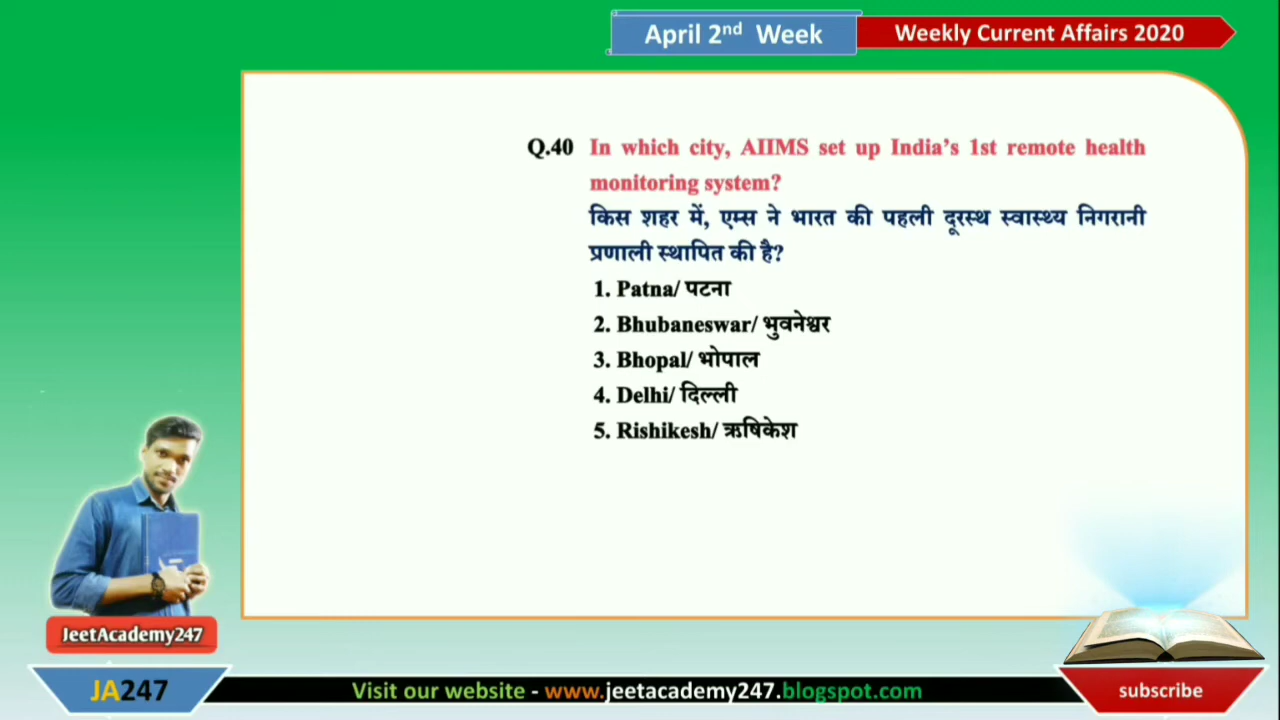 April 2nd Week
Weekly Current Affairs 2020
Q.40 In which city, AIIMS set up India's 1st remote health
monitoring system?
किस शहर में, एम्स ने भारत की पहली दूरस्थ स्वास्थ्य निगरानी
प्रणाली स्थापित की है?
1. Patna/ पटना
2. Bhubaneswar/ भुवनेश्वर
3. Bhopal/ भोपाल
4. Delhi/ दिल्ली
5. Rishikesh/ ऋषिकेश
JeetAcademy247
JA247
Visit our website - www.jeetacademy247.blogspot.com
subscribe